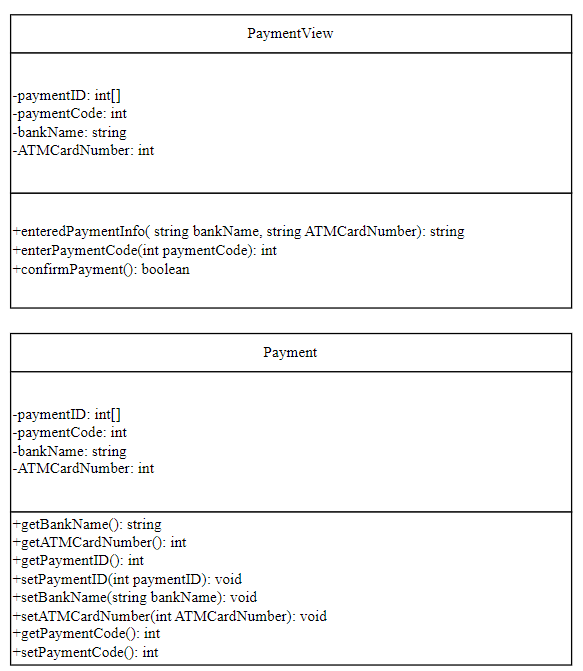 PaymentView
-paymentID: int[]
-paymentCode: int
-bankName: string
-ATMCardNumber: int
+enteredPaymentInfo( string bankName, string ATMCardNumber): string
+enterPaymentCode(int paymentCode): int
+confirmPayment(): boolean
Payment
-paymentID: int[]
-paymentCode: int
-bankName: string
-ATMCardNumber: int
+getBankName(): string
+getATMCardNumber(): int
+getPaymentID(): int
+setPaymentID(int paymentID): void
+setBankName(string bankName): void
+setATMCardNumber(int ATMCardNumber): void
+getPaymentCode(): int
+setPaymentCode(): int